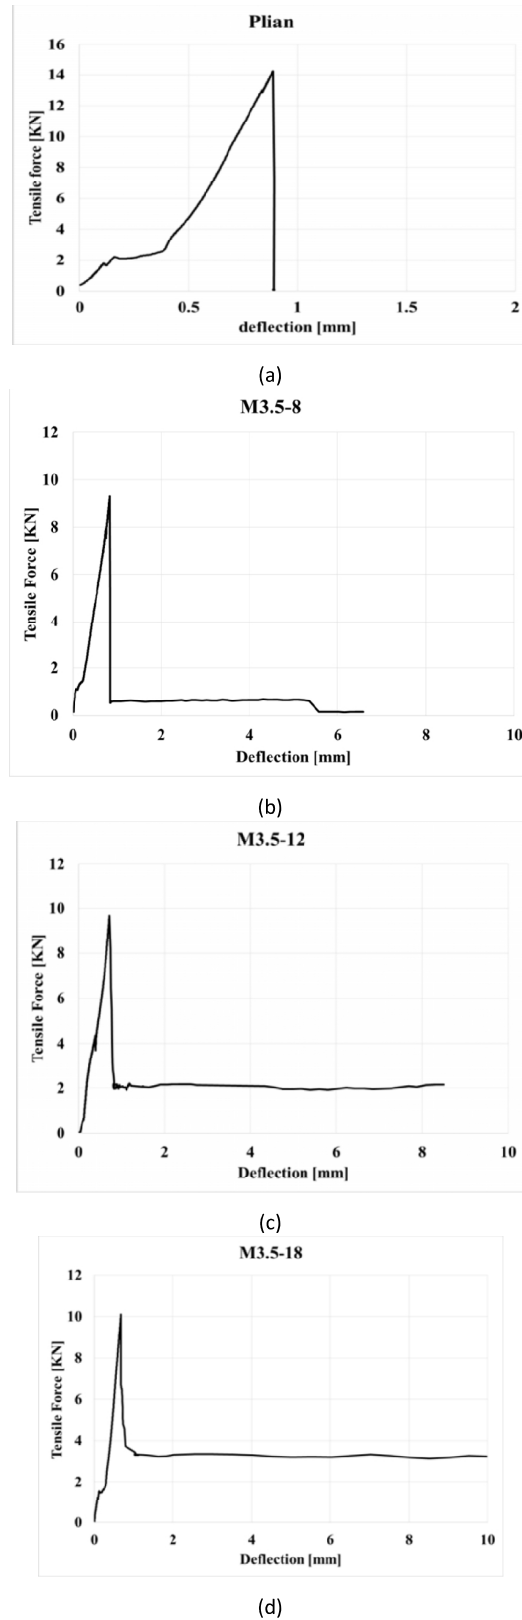 Plian
16
14
12
10
8
6
4
2
0
Tensile force [KN]
0 0.5 1 1.5 2
deflection [mm]
(a)
M3.5-8
12
10
8
6
4
2
0
Tensile Force [KN]
0 2 4 6 8 10
Deflection [mm]
(b)
M3.5-12
12
10
8
6
4
2
0
Tensile Force [KN]
0 2 4 6 8 10
Deflection [mm]
(c)
M3.5-18
12
10
8
6
4
2
0
Tensile Force [KN]
0 2 4 6 8 10
Deflection [mm]
(d)